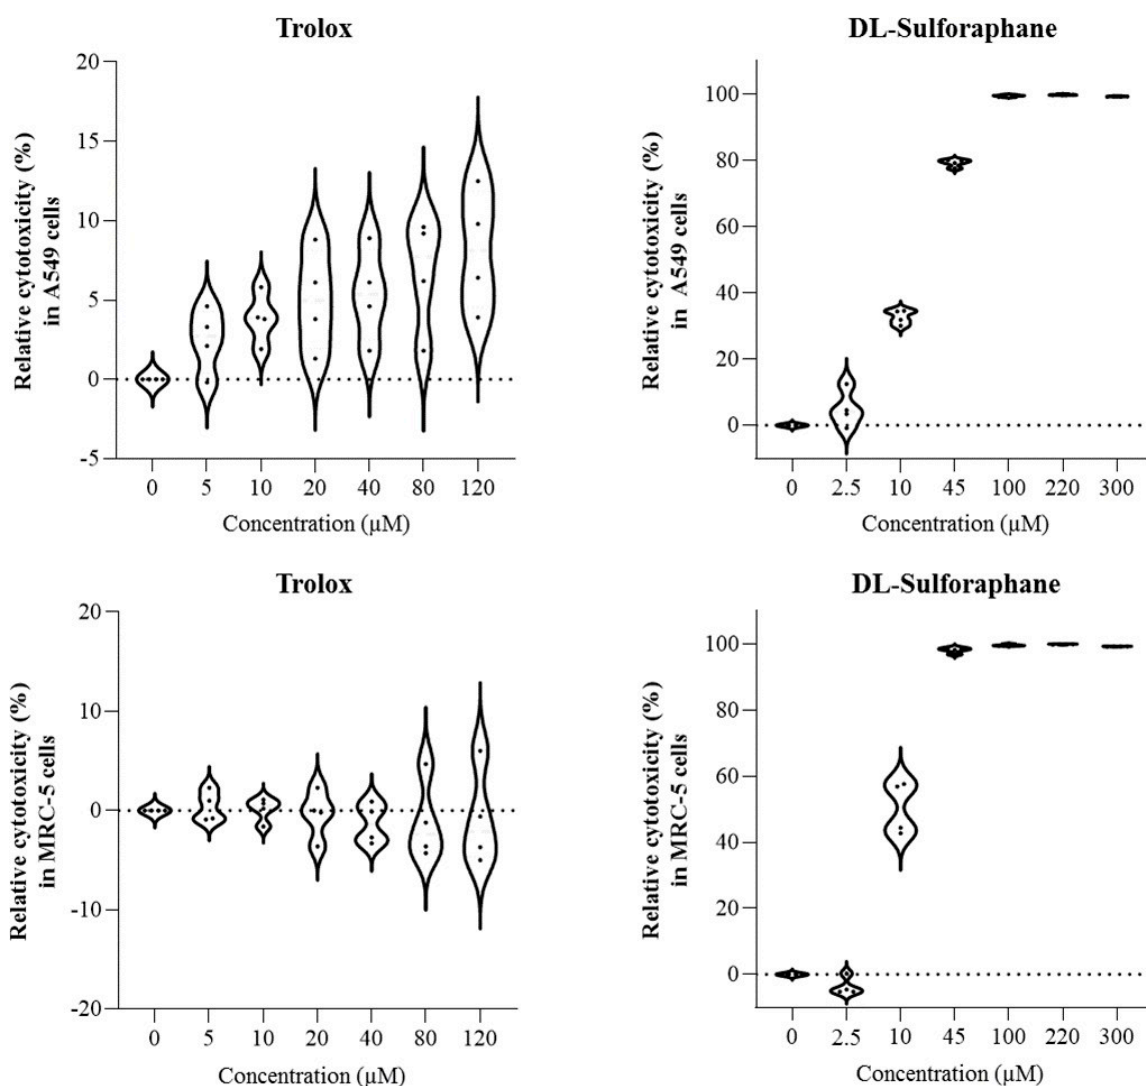 Trolox
20
15
10
5
0
-5
0 5 10 20 40 80 120
Concentration (µM)
Relative cytotoxicity (%)
in A549 cells
DL-Sulforaphane
100
80
60
40
20
0
0 2.5 10 45 100 220 300
Concentration (µM)
Relative cytotoxicity (%)
in A549 cells
Trolox
20
10
0
-10
-20
0 5 10 20 40 80 120
Concentration (µM)
Relative cytotoxicity (%)
in MRC-5 cells
DL-Sulforaphane
100
80
60
40
20
0
0 2.5 10 45 100 220 300
Concentration (µM)
Relative cytotoxicity (%)
in MRC-5 cells